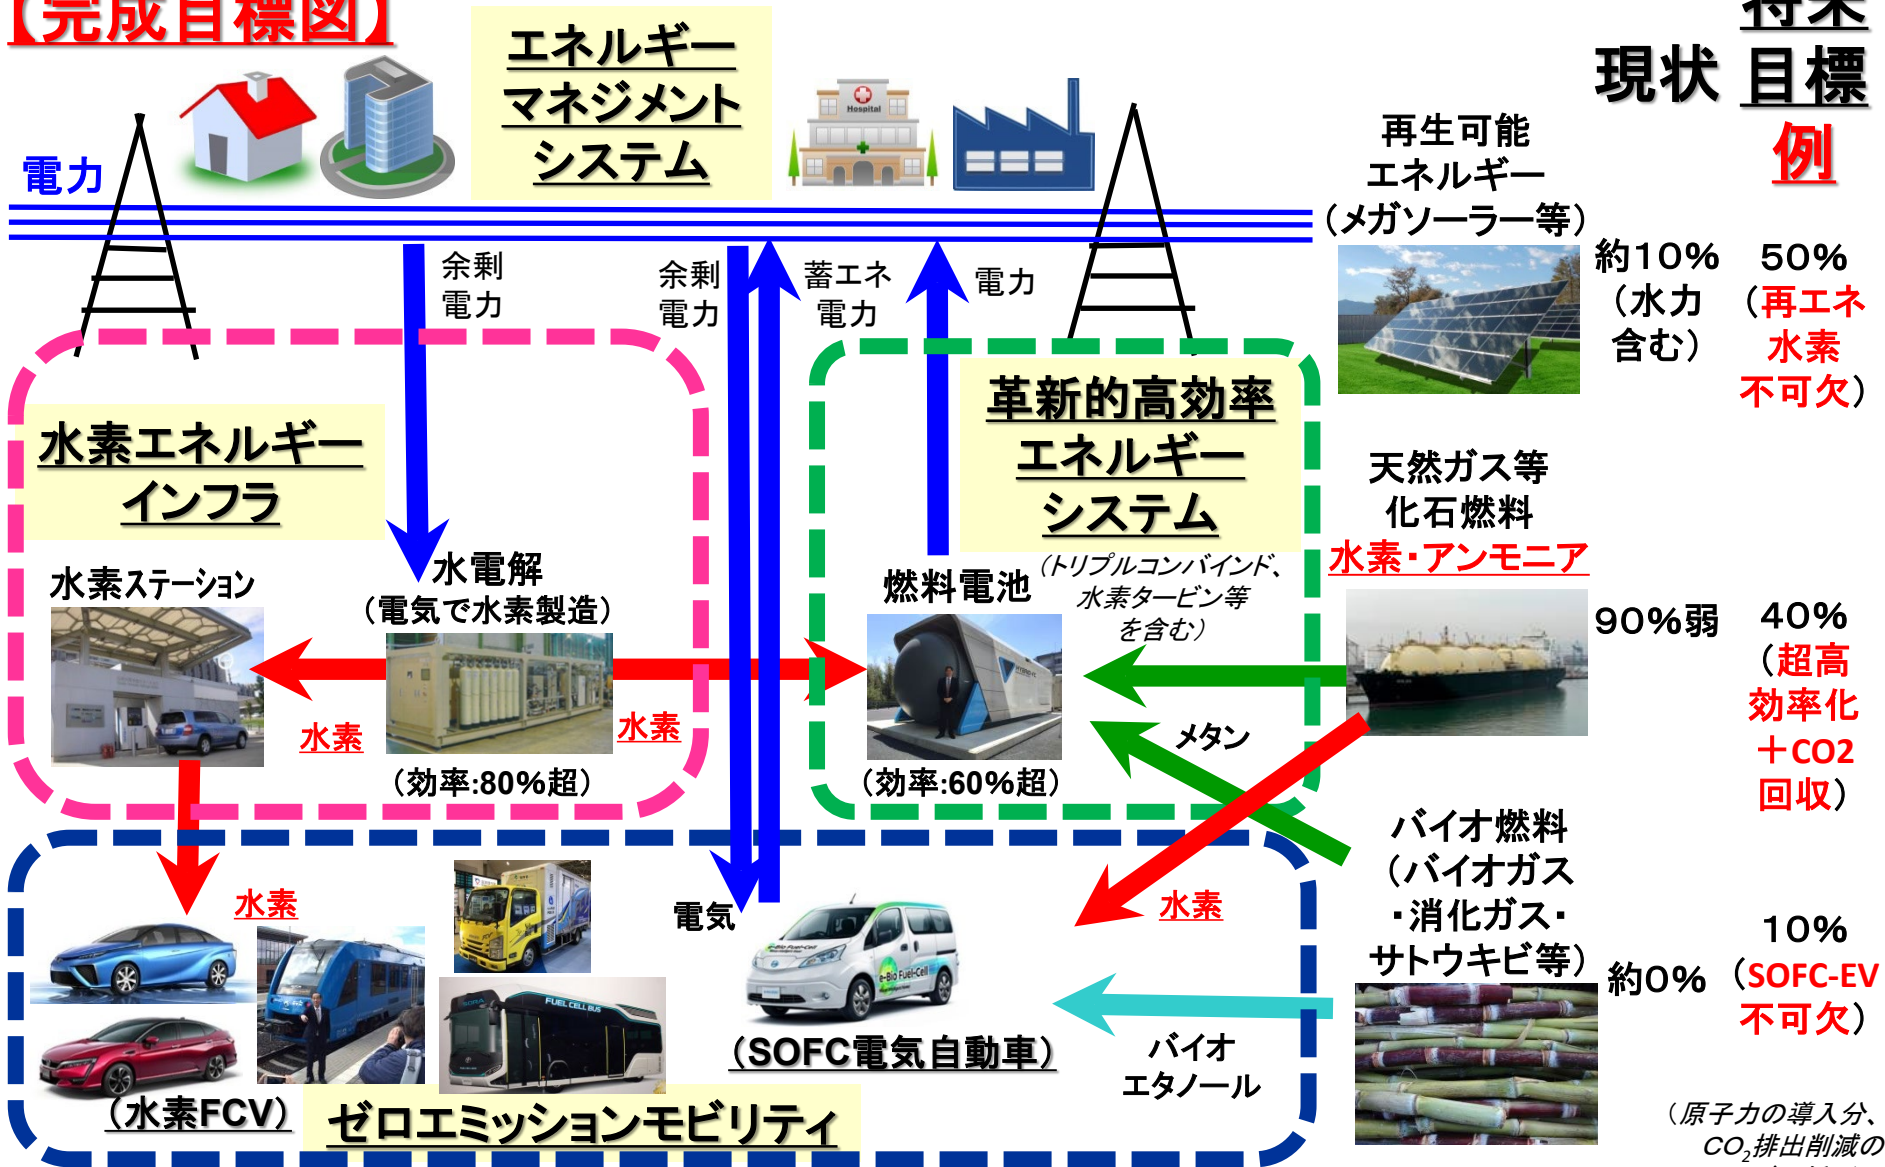 【完成目標図】
エネルギー
マネジメント
システム
Hospital
電力
現状
将来
目標
例
再生可能
エネルギー
（メガソーラー等）
約10%
（水力
含む）
50%
（再エネ
水素
不可欠）
余剰
電力
余剰
電力
蓄エネ
電力
電力
水素エネルギー
インフラ
革新的高効率
エネルギー
システム
（トリプルコンバインド、
水素タービン等
を含む）
天然ガス等
化石燃料
水素・アンモニア
90%弱
40%
（超高
効率化
＋CO2
回収）
水素ステーション
水電解
（電気で水素製造）
燃料電池
水素
水素
（効率:80%超）
（効率:60%超）
メタン
バイオ燃料
（バイオガス
・消化ガス・
サトウキビ等）
約0%
10%
（SOFC-EV
不可欠）
水素
電気
水素
e-Bio Fuel-Cell
e-Bio Fuel-Cell
FUEL CELL BUS
SORA
（SOFC電気自動車）
バイオ
エタノール
（水素FCV）
ゼロエミッションモビリティ
（原子力の導入分、
CO2排出削減の